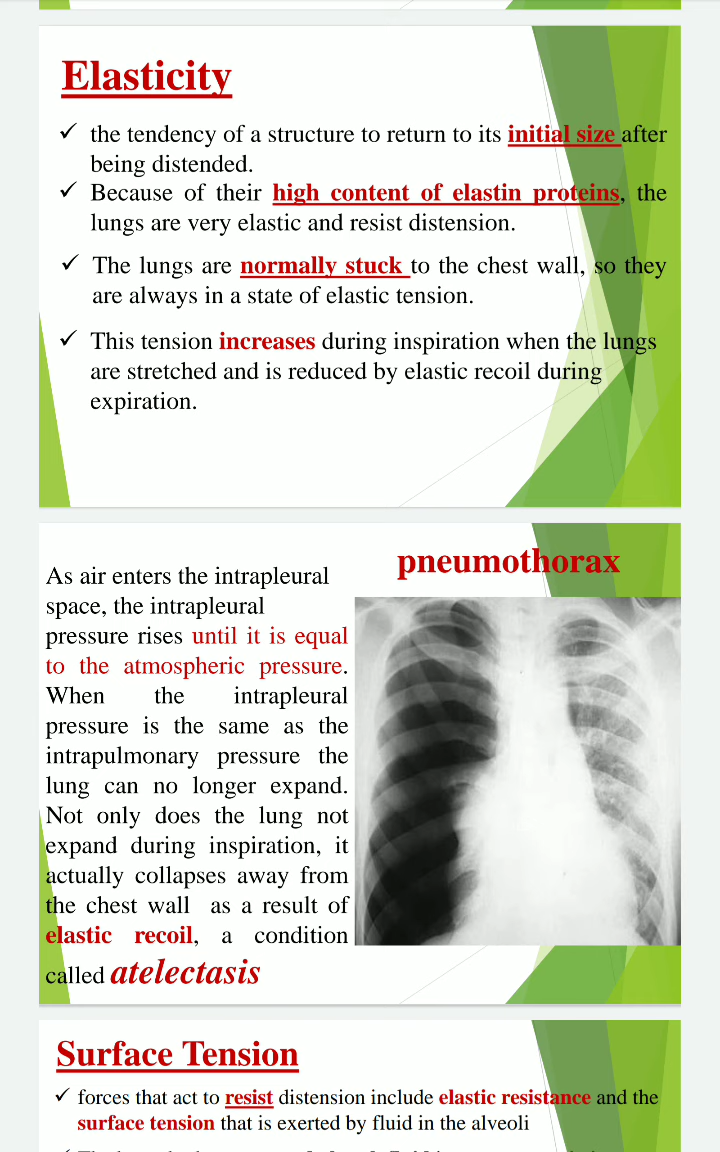 Elasticity
✓ the tendency of a structure to return to its initial size after
being distended.
✓ Because of their high content of elastin proteins, the
lungs are very elastic and resist distension.
✓ The lungs are normally stuck to the chest wall, so they
are always in a state of elastic tension.
✓ This tension increases during inspiration when the lungs
are stretched and is reduced by elastic recoil during
expiration.
pneumothorax
As air enters the intrapleural
space, the intrapleural
pressure rises until it is equal
to the atmospheric pressure.
When the intrapleural
pressure is the same as the
intrapulmonary pressure the
lung can no longer expand.
Not only does the lung not
expand during inspiration, it
actually collapses away from
the chest wall as a result of
elastic recoil, a condition
called atelectasis
Surface Tension
✓ forces that act to resist distension include elastic resistance and the
surface tension that is exerted by fluid in the alveoli